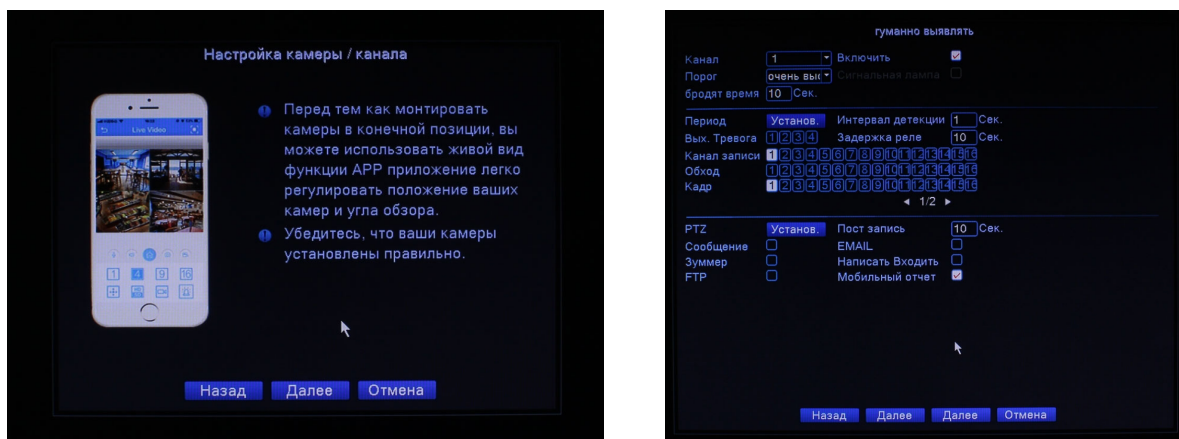 Настройка камеры / канала
Live Video
Перед тем как монтировать
камеры в конечной позиции, вы
можете использовать живой вид
функции APP приложение легко
регулировать положение ваших
камер и угла обзора.
Убедитесь, что ваши камеры
установлены правильно.
1 4 9 16
Назад Далее Отмена
гуманно выявлять
Канал 1 Включить
Порог очень выс Сигнальная лампа
бродят время 10 Сек.
Период Установ. Интервал детекции 1 Сек.
Вых. Тревога 1 2 3 4 Задержка реле 10 Сек.
Канал записи 1 2 3 4 5 6 7 8 9 10 11 12 13 14 15 16
Обход 1 2 3 4 5 6 7 8 9 10 11 12 13 14 15 16
Кадр 1 2 3 4 5 6 7 8 9 10 11 12 13 14 15 16
1/2
PTZ Установ. Пост запись 10 Сек.
Сообщение EMAIL
Зуммер Написать Входить
FTP Мобильный отчет
Назад Далее Далее Отмена